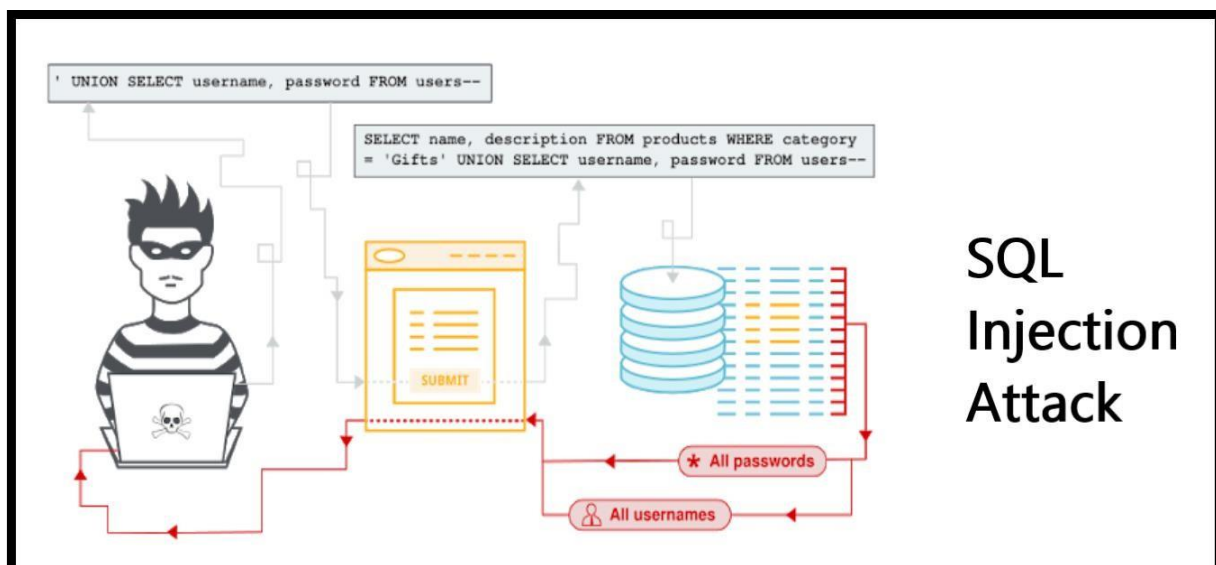 ' UNION SELECT username, password FROM users--
SELECT name, description FROM products WHERE category
= 'Gifts' UNION SELECT username, password FROM users--
SQL
Injection
Attack
SUBMIT
* All passwords
All usernames